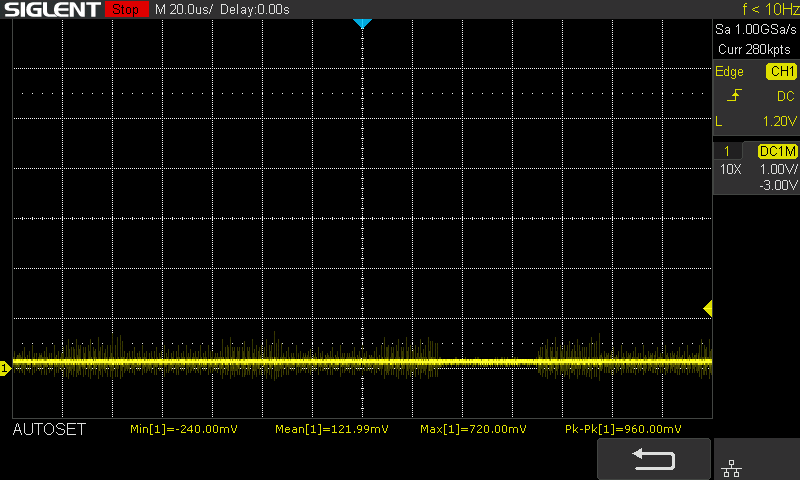 SIGLENT Stop M 20.0us/ Delay:0.00s f < 10Hz
Sa 1.00GSa/s
Curr 280kpts
Edge CH1
DC
L 1.20V
1 DC1M
10X 1.00V/
-3.00V
1
AUTOSET Min[1]=-240.00mV Mean[1]=121.99mV Max[1]=720.00mV Pk-Pk[1]=960.00mV